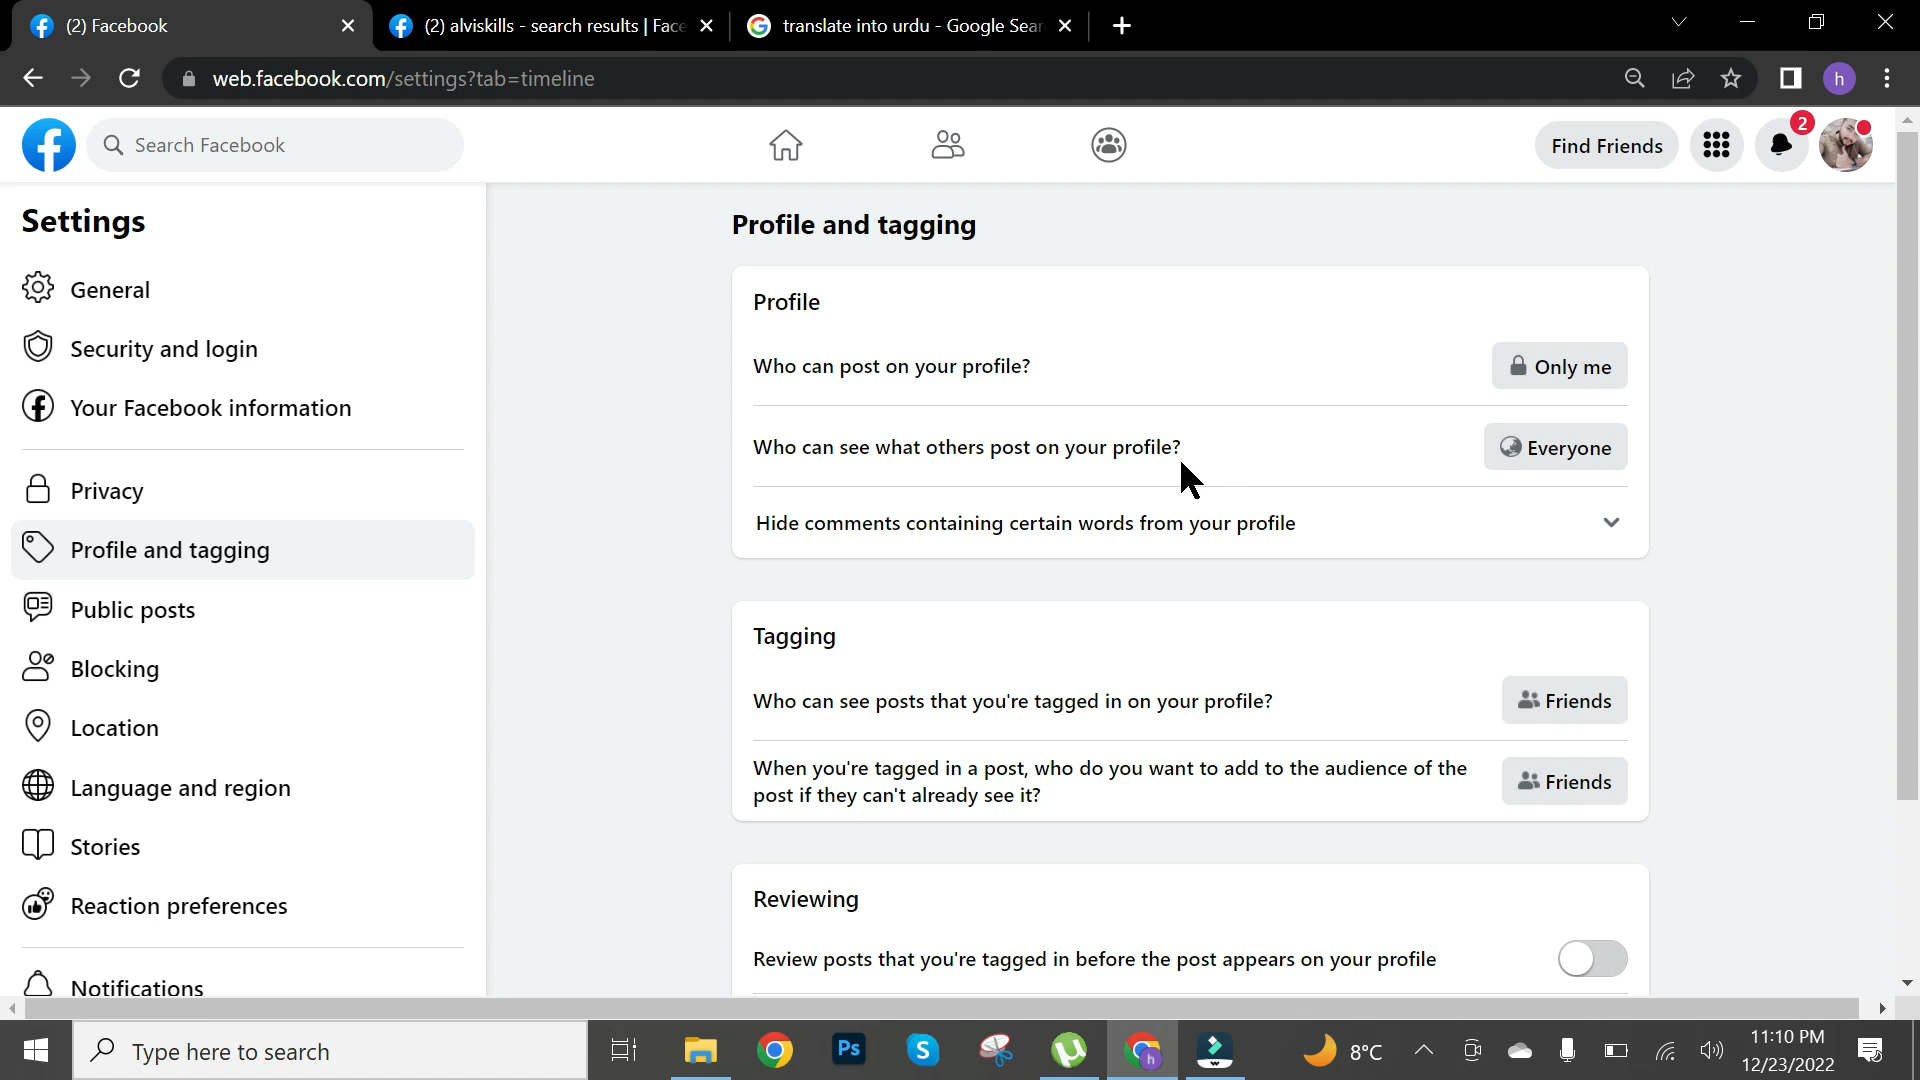 (2) Facebook
(2) alviskills - search results | Face
translate into urdu - Google Sear
web.facebook.com/settings?tab=timeline
h
Search Facebook
Find Friends
2
Settings
General
Security and login
Your Facebook information
Privacy
Profile and tagging
Public posts
Blocking
Location
Language and region
Stories
Reaction preferences
Notifications
Profile and tagging
Profile
Who can post on your profile?
Only me
Who can see what others post on your profile?
Everyone
Hide comments containing certain words from your profile
Tagging
Who can see posts that you're tagged in on your profile?
Friends
When you're tagged in a post, who do you want to add to the audience of the
post if they can't already see it?
Friends
Reviewing
Review posts that you're tagged in before the post appears on your profile
Type here to search
Ps
S
h
8°C
11:10 PM
12/23/2022